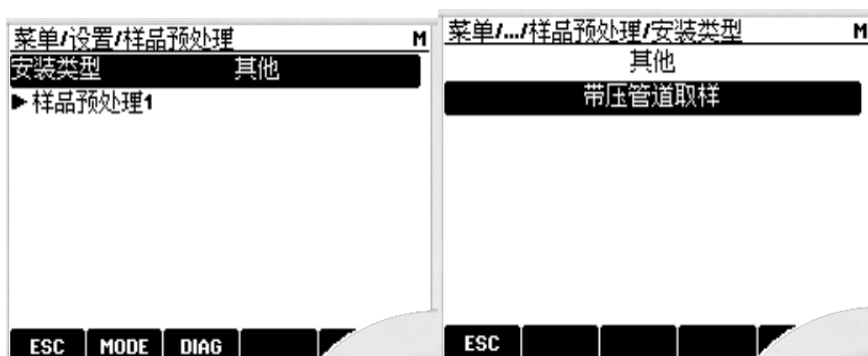 菜单/设置/样品预处理 M
安装类型 其他
▶样品预处理1
ESC MODE DIAG
菜单/.../样品预处理/安装类型 M
其他
带压管道取样
ESC